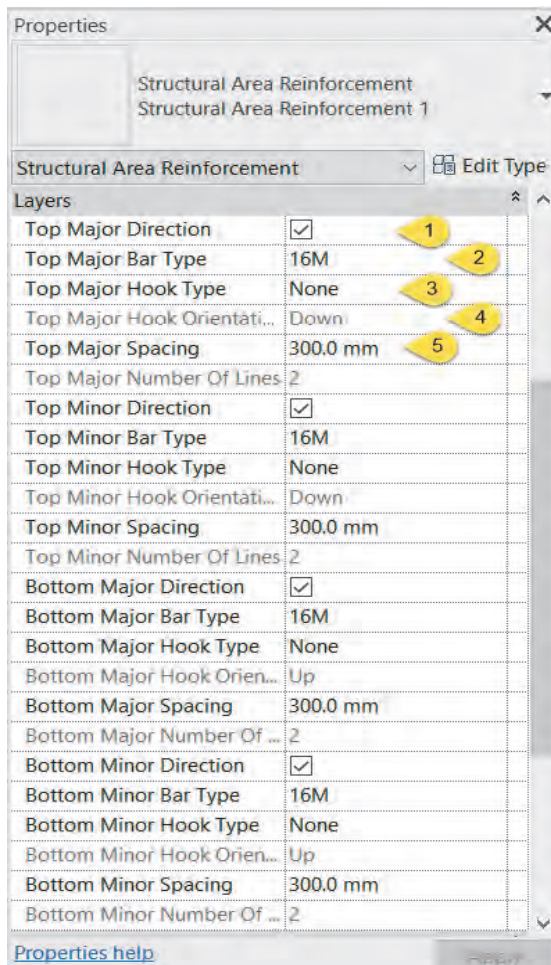 Properties
Structural Area Reinforcement
Structural Area Reinforcement 1
Structural Area Reinforcement Edit Type
Layers
Top Major Direction 1
Top Major Bar Type 16M 2
Top Major Hook Type None 3
Top Major Hook Orientati... Down 4
Top Major Spacing 300.0 mm 5
Top Major Number Of Lines 2
Top Minor Direction
Top Minor Bar Type 16M
Top Minor Hook Type None
Top Minor Hook Orientati... Down
Top Minor Spacing 300.0 mm
Top Minor Number Of Lines 2
Bottom Major Direction
Bottom Major Bar Type 16M
Bottom Major Hook Type None
Bottom Major Hook Orien... Up
Bottom Major Spacing 300.0 mm
Bottom Major Number Of ... 2
Bottom Minor Direction
Bottom Minor Bar Type 16M
Bottom Minor Hook Type None
Bottom Minor Hook Orien... Up
Bottom Minor Spacing 300.0 mm
Bottom Minor Number Of ... 2
Properties help